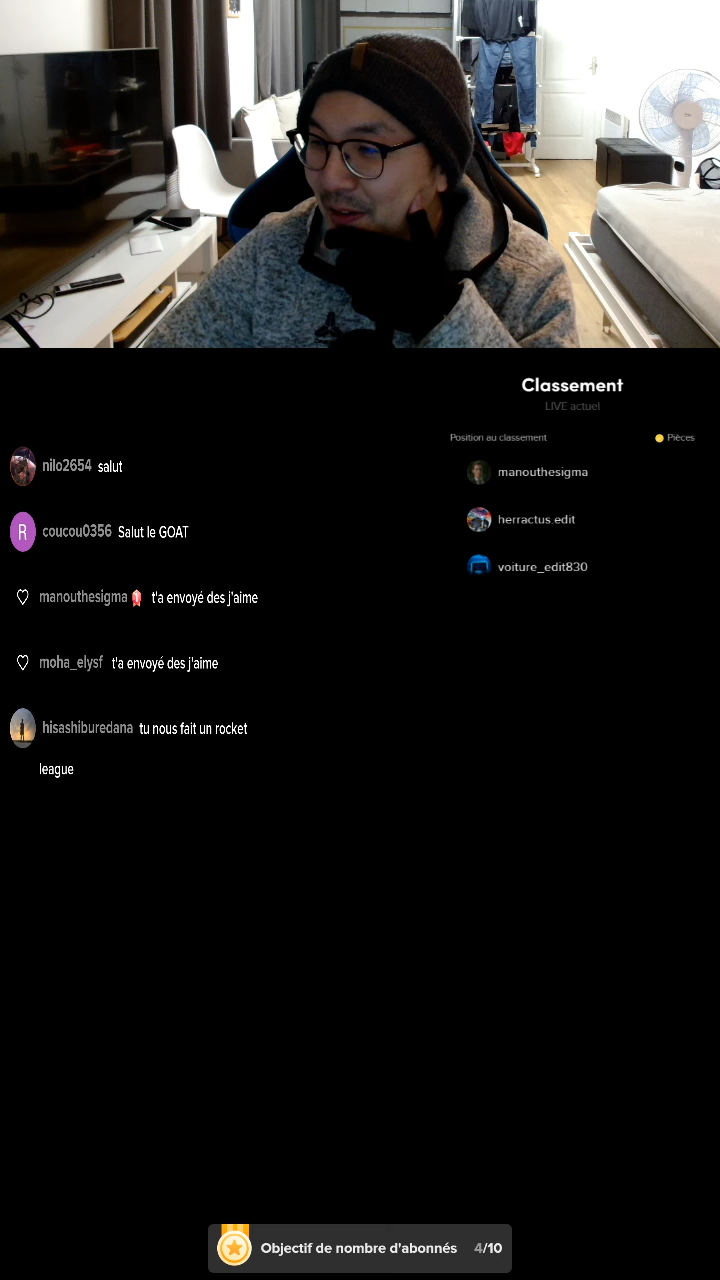 Classement
LIVE actuel
Position au classement Pièces
manouthesigma
herractus.edit
voiture_edit830
nilo2654 salut
R coucou0356 Salut le GOAT
manouthesigma 1 t'a envoyé des j'aime
moha_elysf t'a envoyé des j'aime
hisashiburedana tu nous fait un rocket
league
Objectif de nombre d'abonnés 4/10